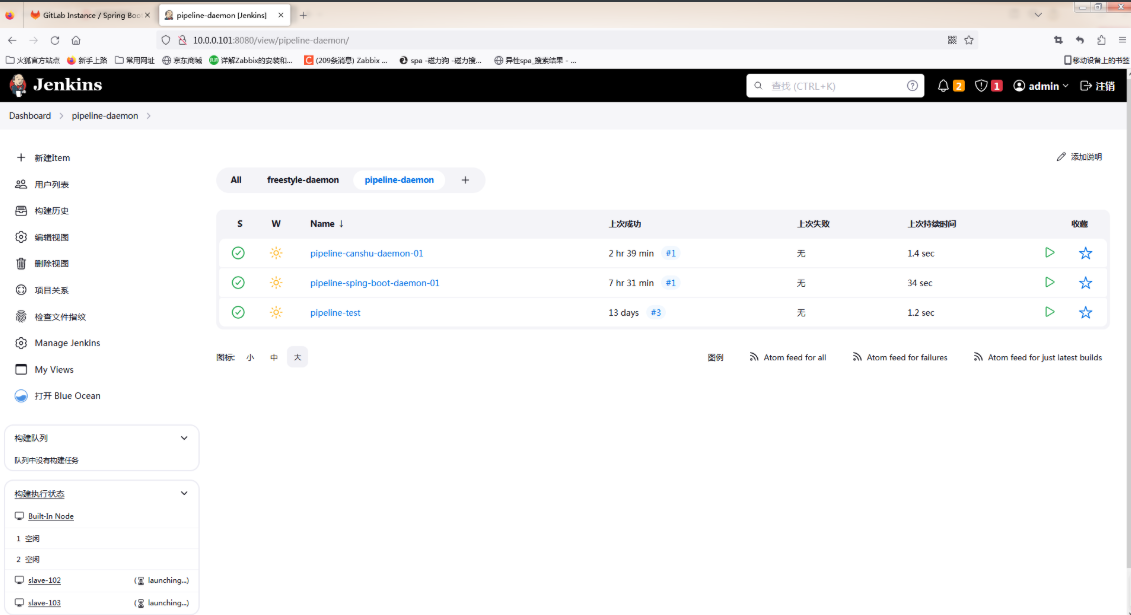 GitLab Instance / Spring Boo
pipeline-daemon [Jenkins]
10.0.0.101:8080/view/pipeline-daemon/
火狐官方站点 新手上路 常用网址 京东商城 详解Zabbix的安装和... (209条消息) Zabbix ... spa -磁力狗 -磁力搜... 异性spa_搜索结果 - ... 移动设备上的书签
Jenkins
查找 (CTRL+K)
2 1 admin 注销
Dashboard pipeline-daemon
新建Item
用户列表
构建历史
编辑视图
删除视图
项目关系
检查文件指纹
Manage Jenkins
My Views
打开 Blue Ocean
构建队列
队列中没有构建任务
构建执行状态
Built-In Node
1 空闲
2 空闲
slave-102 ( launching...)
slave-103 ( launching...)
添加说明
All freestyle-daemon pipeline-daemon +
S W Name ↓ 上次成功 上次失败 上次持续时间 收藏
pipeline-canshu-daemon-01 2 hr 39 min #1 无 1.4 sec
pipeline-sping-boot-daemon-01 7 hr 31 min #1 无 34 sec
pipeline-test 13 days #3 无 1.2 sec
图标: 小 中 大 图例 Atom feed for all Atom feed for failures Atom feed for just latest builds